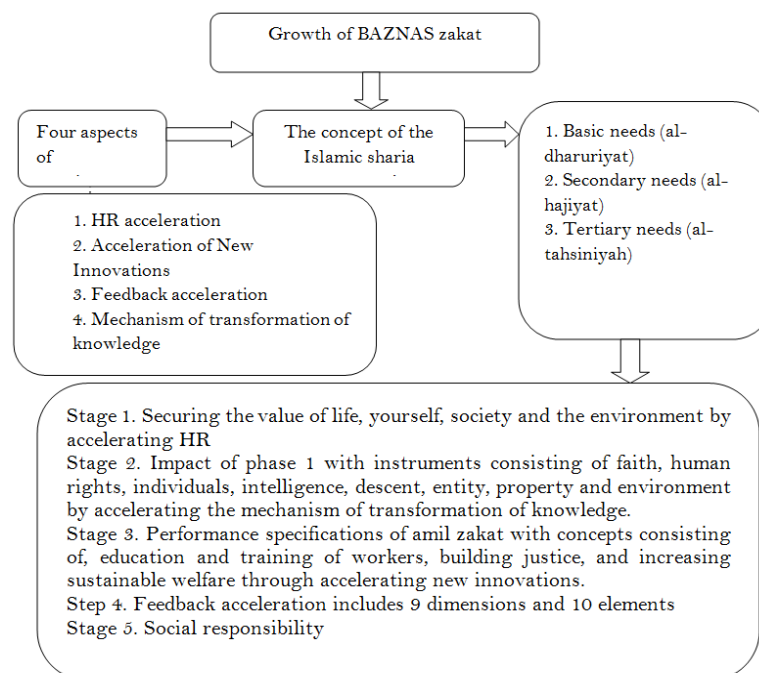 Growth of BAZNAS zakat
Four aspects
of
The concept of the
Islamic sharia
1. Basic needs (al-
dharuriyat)
2. Secondary needs (al-
hajiyat)
3. Tertiary needs (al-
tahsiniyah)
1. HR acceleration
2. Acceleration of New
Innovations
3. Feedback acceleration
4. Mechanism of transformation of
knowledge
Stage 1. Securing the value of life, yourself, society and the environment by
accelerating HR
Stage 2. Impact of phase 1 with instruments consisting of faith, human
rights, individuals, intelligence, descent, entity, property and environment
by accelerating the mechanism of transformation of knowledge.
Stage 3. Performance specifications of amil zakat with concepts consisting
of, education and training of workers, building justice, and increasing
sustainable welfare through accelerating new innovations.
Step 4. Feedback acceleration includes 9 dimensions and 10 elements
Stage 5. Social responsibility